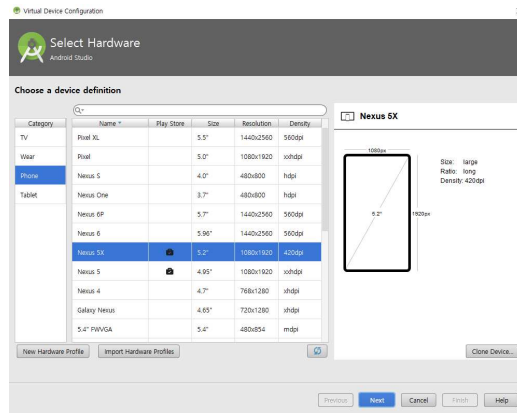 Virtual Device Configuration
Select Hardware
Android Studio
Choose a device definition
Category
TV
Wear
Phone
Tablet
Name Play Store Size Resolution Density
Pixel XL 5.5" 1440x2560 560dpi
Pixel 5.0" 1080x1920 xxhdpi
Nexus S 4.0" 480x800 hdpi
Nexus One 3.7" 480x800 hdpi
Nexus 6P 5.7" 1440x2560 560dpi
Nexus 6 5.96" 1440x2560 560dpi
Nexus 5X 5.2" 1080x1920 420dpi
Nexus 5 4.95" 1080x1920 xxhdpi
Nexus 4 4.7" 768x1280 xhdpi
Galaxy Nexus 4.65" 720x1280 xhdpi
5.4" FWVGA 5.4" 480x854 mdpi
New Hardware Profile Import Hardware Profiles
Nexus 5X
1080px
5.2"
1920px
Size: large
Ratio: long
Density: 420dpi
Clone Device...
Previous Next Cancel Finish Help